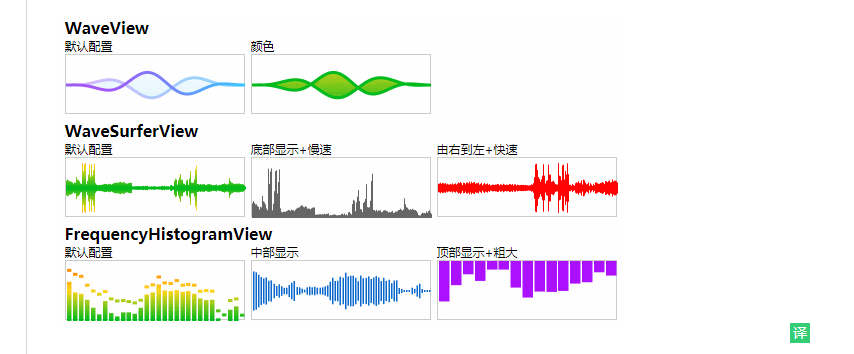 WaveView
默认配置 颜色
WaveSurferView
默认配置 底部显示+慢速 由右到左+快速
FrequencyHistogramView
默认配置 中部显示 顶部显示+粗大
译